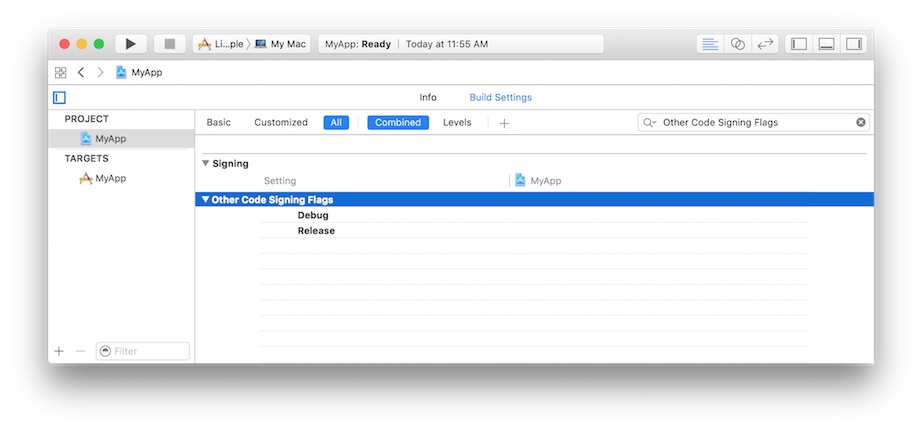 Li...ple 〉 My Mac
MyApp: Ready | Today at 11:55 AM
MyApp
Info
Build Settings
PROJECT
MyApp
TARGETS
MyApp
Filter
Basic
Customized
All
Combined
Levels
Other Code Signing Flags
Signing
Setting
MyApp
Other Code Signing Flags
Debug
Release